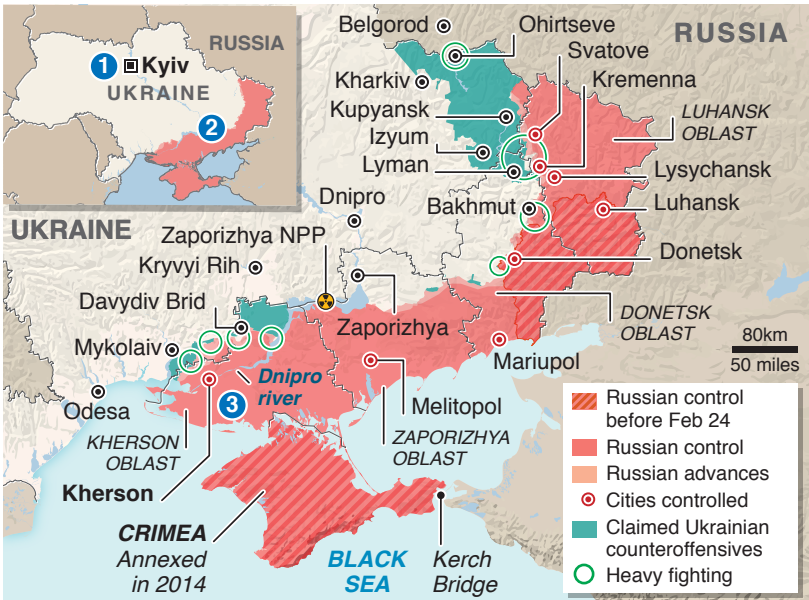 RUSSIA
1
Kyiv
UKRAINE
2
Belgorod
Ohirtseve
RUSSIA
Svatove
Kharkiv
Kremenna
Kupyansk
LUHANSK
OBLAST
Izyum
Lyman
Lysychansk
Dnipro
Bakhmut
Luhansk
UKRAINE
Zaporizhya NPP
Donetsk
Kryvyi Rih
Davydiv Brid
DONETSK
OBLAST
Zaporizhya
80km
50 miles
Mykolaiv
Mariupol
Dnipro
river
Odesa
3
Melitopol
KHERSON
OBLAST
ZAPORIZHYA
OBLAST
Kherson
CRIMEA
Annexed
in 2014
BLACK
SEA
Kerch
Bridge
Russian control
before Feb 24
Russian control
Russian advances
Cities controlled
Claimed Ukrainian
counteroffensives
Heavy fighting